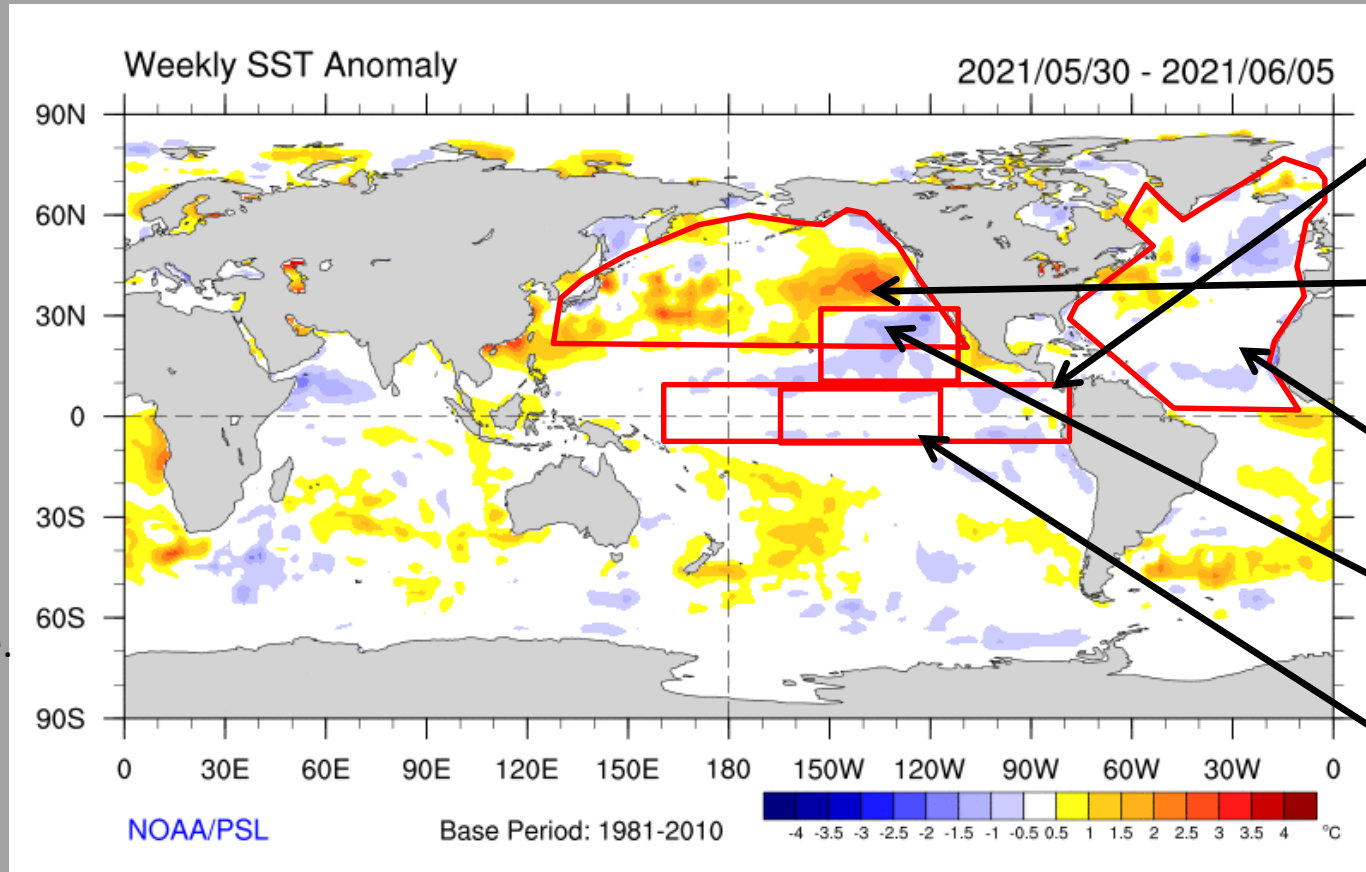 Weekly SST Anomaly 2021/05/30 - 2021/06/05
90N
60N
30N
0
30S
60S
90S
0 30E 60E 90E 120E 150E 180 150W 120W 90W 60W 30W 0
NOAA/PSL Base Period: 1981-2010
-4 -3.5 -3 -2.5 -2 -1.5 -1 -0.5 0.5 1 1.5 2 2.5 3 3.5 4 °C